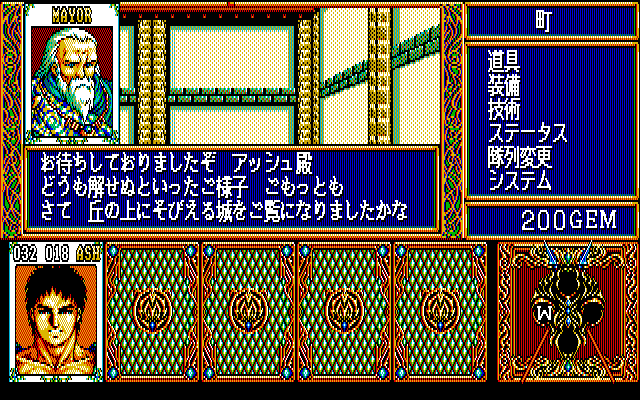 MAYOR
お待ちしておりましたぞ　アッシュ殿
どうも解せぬといったご様子　ごもっとも
さて　丘の上にそびえる城をご覧になりましたかな
町
道具
装備
技術
ステータス
隊列変更
システム
200GEM
032 018 ASH
W